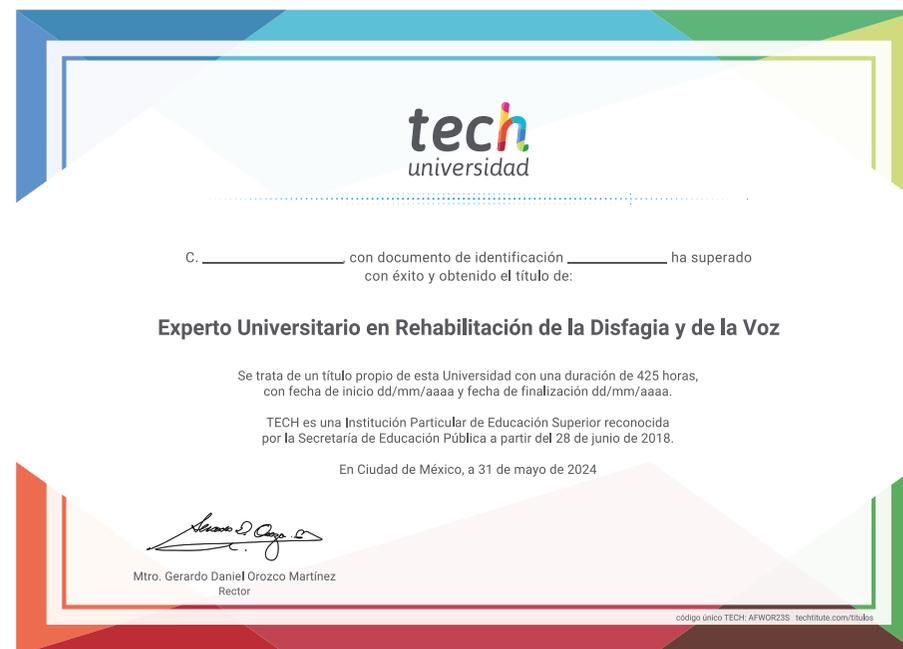 tech
universidad
C. ____________, con documento de identificación ____________ ha superado
con éxito y obtenido el título de:
Experto Universitario en Rehabilitación de la Disfagia y de la Voz
Se trata de un título propio de esta Universidad con una duración de 425 horas,
con fecha de inicio dd/mm/aaaa y fecha de finalización dd/mm/aaaa.
TECH es una Institución Particular de Educación Superior reconocida
por la Secretaría de Educación Pública a partir del 28 de junio de 2018.
En Ciudad de México, a 31 de mayo de 2024
Mtro. Gerardo Daniel Orozco Martínez
Rector
código único TECH: AFWOR23S techtitute.com/titulos